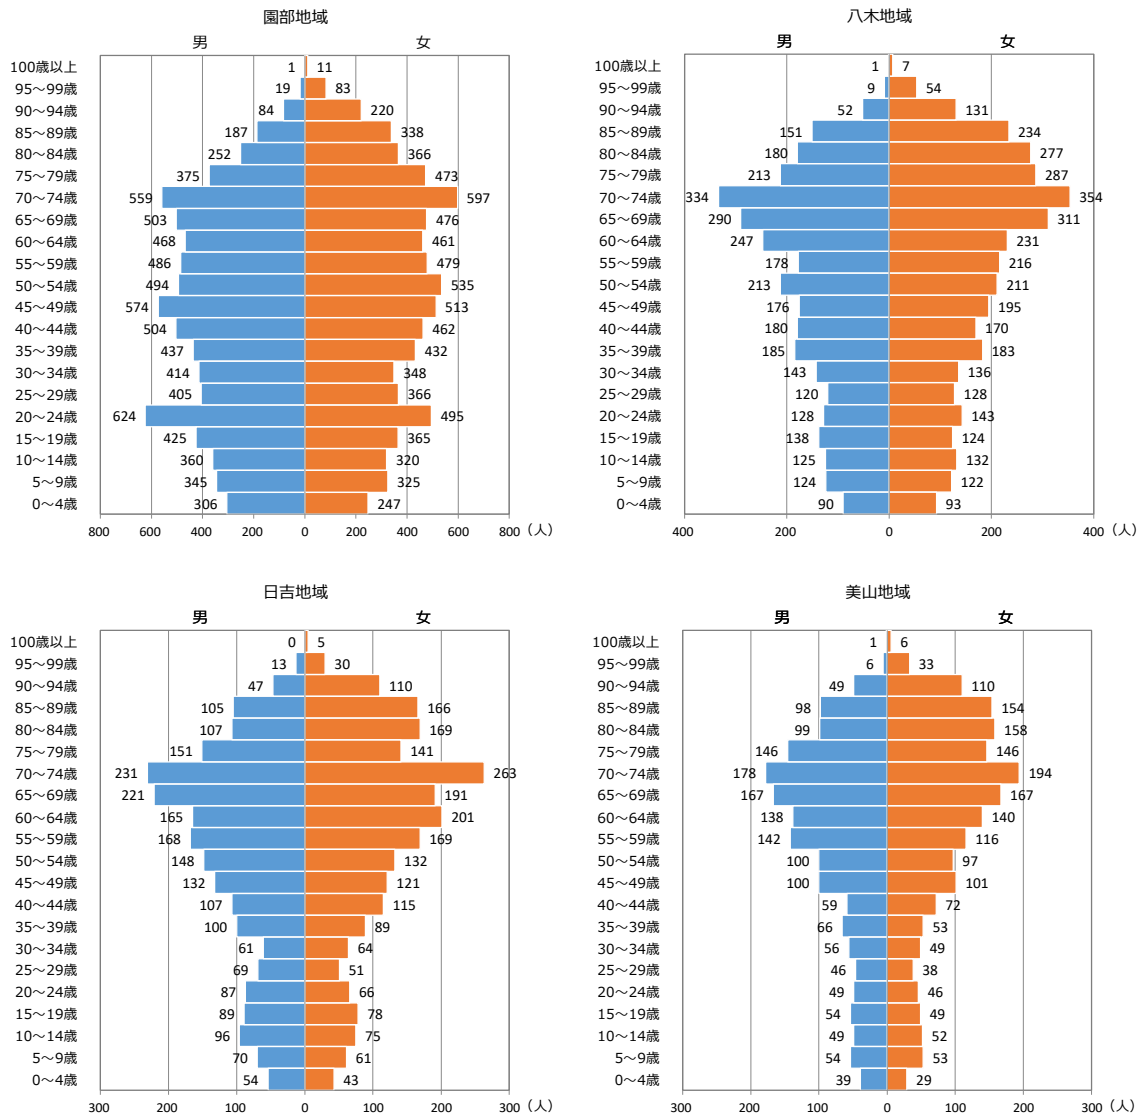 園部地域
男 女
100歳以上 1 11
95～99歳 19 83
90～94歳 84 220
85～89歳 187 338
80～84歳 252 366
75～79歳 375 473
70～74歳 559 597
65～69歳 503 476
60～64歳 468 461
55～59歳 486 479
50～54歳 494 535
45～49歳 574 513
40～44歳 504 462
35～39歳 437 432
30～34歳 414 348
25～29歳 405 366
20～24歳 624 495
15～19歳 425 365
10～14歳 360 320
5～9歳 345 325
0～4歳 306 247
800 600 400 200 0 200 400 600 800 （人）
八木地域
男 女
1 7
9 54
52 131
151 234
180 277
213 287
334 354
290 311
247 231
178 216
213 211
176 195
180 170
185 183
143 136
120 128
128 143
138 124
125 132
124 122
90 93
400 200 0 200 400 （人）
日吉地域
男 女
100歳以上 0 5
95～99歳 13 30
90～94歳 47 110
85～89歳 105 166
80～84歳 107 169
75～79歳 151 141
70～74歳 231 263
65～69歳 221 191
60～64歳 165 201
55～59歳 168 169
50～54歳 148 132
45～49歳 132 121
40～44歳 107 115
35～39歳 100 89
30～34歳 61 64
25～29歳 69 51
20～24歳 87 66
15～19歳 89 78
10～14歳 96 75
5～9歳 70 61
0～4歳 54 43
300 200 100 0 100 200 300 （人）
美山地域
男 女
100歳以上 1 6
95～99歳 6 33
90～94歳 49 110
85～89歳 98 154
80～84歳 99 158
75～79歳 146 146
70～74歳 178 194
65～69歳 167 167
60～64歳 138 140
55～59歳 142 116
50～54歳 100 97
45～49歳 100 101
40～44歳 59 72
35～39歳 66 53
30～34歳 56 49
25～29歳 46 38
20～24歳 49 46
15～19歳 54 49
10～14歳 49 52
5～9歳 54 53
0～4歳 39 29
300 200 100 0 100 200 300 （人）
100歳以上
95～99歳
90～94歳
85～89歳
80～84歳
75～79歳
70～74歳
65～69歳
60～64歳
55～59歳
50～54歳
45～49歳
40～44歳
35～39歳
30～34歳
25～29歳
20～24歳
15～19歳
10～14歳
5～9歳
0～4歳